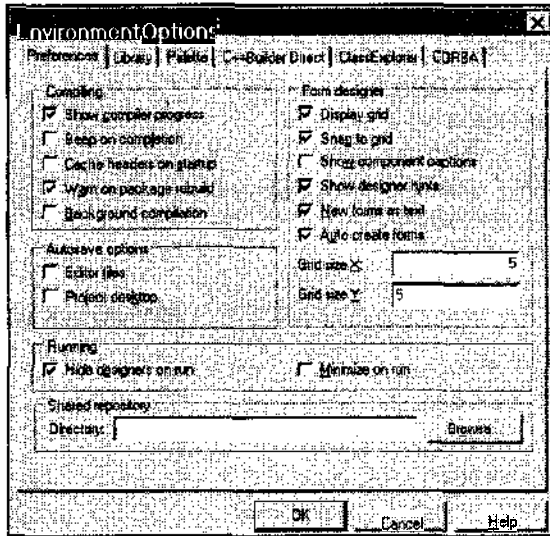 Environment Options
Preferences Library Palette C++Builder Direct ClassExplorer CORBA
Compiling
Show compiler progress
Beep on completion
Cache headers on startup
Warn on package rebuild
Background compilation
Autosave options
Editor files
Project desktop
Form designer
Display grid
Snap to grid
Show component captions
Show designer hints
New forms as text
Auto create forms
Grid size X: 5
Grid size Y: 5
Running
Hide designers on run
Minimize on run
Shared repository
Directory: Browse...
OK Cancel Help